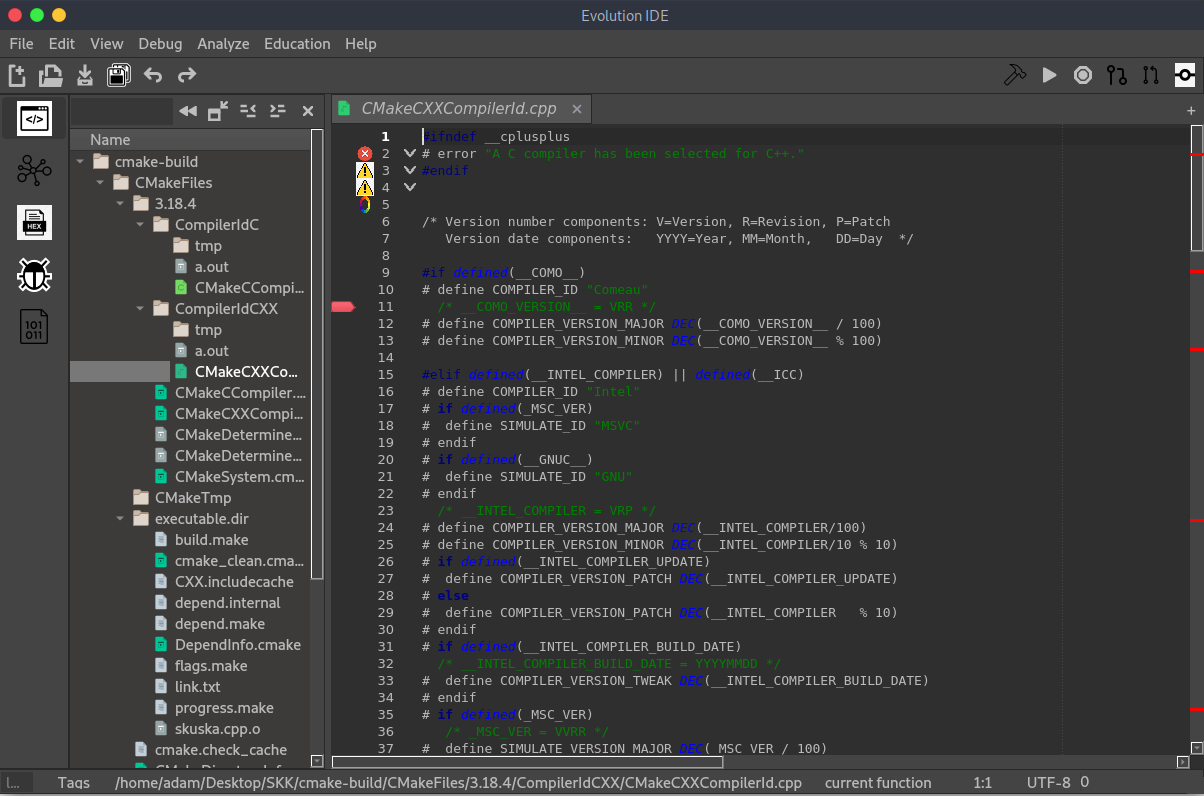 Evolution IDE
File Edit View Debug Analyze Education Help
CMakeCXXCompilerId.cpp
Name
cmake-build
CMakeFiles
3.18.4
CompilerIdC
tmp
a.out
CMakeCCompi...
CompilerIdCXX
tmp
a.out
CMakeCXXCo...
CMakeCCompiler....
CMakeCXXCompi...
CMakeDetermine...
CMakeDetermine...
CMakeSystem.cm...
CMakeTmp
executable.dir
build.make
cmake_clean.cma...
CXX.includecache
depend.internal
depend.make
DependInfo.cmake
flags.make
link.txt
progress.make
skuska.cpp.o
cmake.check_cache
HEX
101
011
1 #ifndef __cplusplus
2 # error "A C compiler has been selected for C++."
3 #endif
4
5
6 /* Version number components: V=Version, R=Revision, P=Patch
7    Version date components:   YYYY=Year, MM=Month,   DD=Day  */
8
9 #if defined(__COMO__)
10 # define COMPILER_ID "Comeau"
11   /* __COMO_VERSION__ = VRR */
12 # define COMPILER_VERSION_MAJOR DEC(__COMO_VERSION__ / 100)
13 # define COMPILER_VERSION_MINOR DEC(__COMO_VERSION__ % 100)
14
15 #elif defined(__INTEL_COMPILER) || defined(__ICC)
16 # define COMPILER_ID "Intel"
17 # if defined(_MSC_VER)
18 #  define SIMULATE_ID "MSVC"
19 # endif
20 # if defined(__GNUC__)
21 #  define SIMULATE_ID "GNU"
22 # endif
23   /* __INTEL_COMPILER = VRP */
24 # define COMPILER_VERSION_MAJOR DEC(__INTEL_COMPILER/100)
25 # define COMPILER_VERSION_MINOR DEC(__INTEL_COMPILER/10 % 10)
26 # if defined(__INTEL_COMPILER_UPDATE)
27 #  define COMPILER_VERSION_PATCH DEC(__INTEL_COMPILER_UPDATE)
28 # else
29 #  define COMPILER_VERSION_PATCH DEC(__INTEL_COMPILER   % 10)
30 # endif
31 # if defined(__INTEL_COMPILER_BUILD_DATE)
32   /* __INTEL_COMPILER_BUILD_DATE = YYYYMMDD */
33 #  define COMPILER_VERSION_TWEAK DEC(__INTEL_COMPILER_BUILD_DATE)
34 # endif
35 # if defined(_MSC_VER)
36    /* _MSC_VER = VVRR */
37 #  define SIMULATE_VERSION_MAJOR DEC(_MSC_VER / 100)
l... Tags /home/adam/Desktop/SKK/cmake-build/CMakeFiles/3.18.4/CompilerIdCXX/CMakeCXXCompilerId.cpp current function 1:1 UTF-8 0